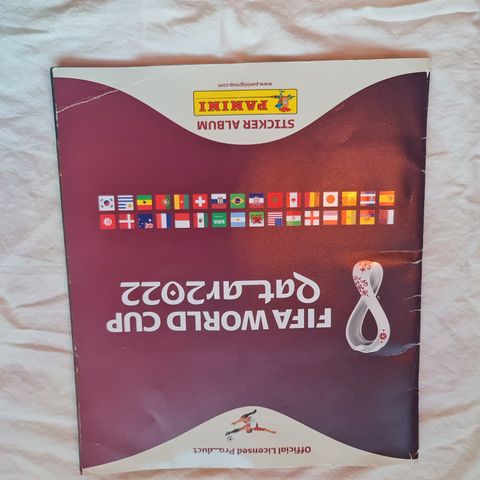 Official Licensed Product
FIFA WORLD CUP
Qatar2022
STICKER ALBUM
PANINI
www.paninigroup.com